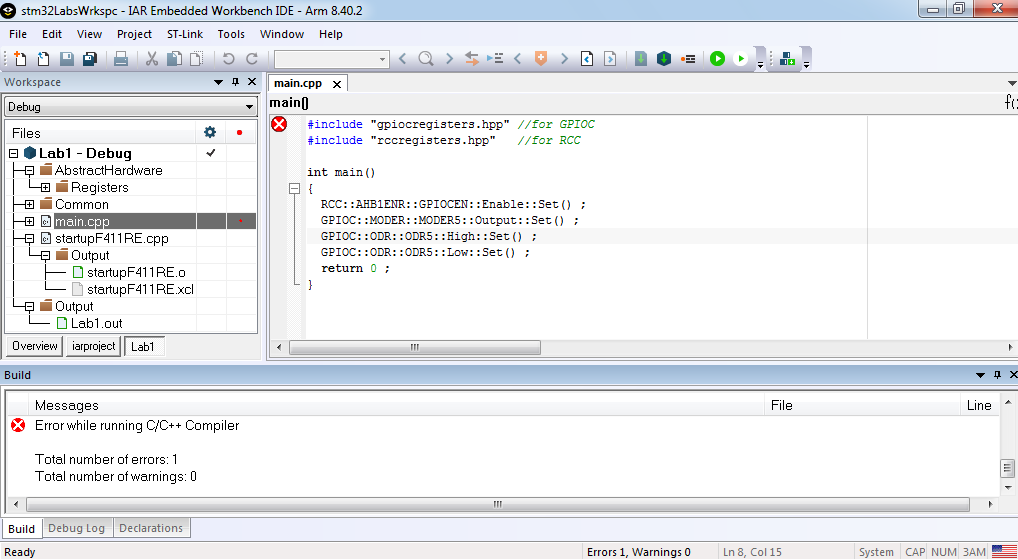 stm32LabsWrkspc - IAR Embedded Workbench IDE - Arm 8.40.2
File Edit View Project ST-Link Tools Window Help
Workspace
main.cpp
Debug
main()
Files
Lab1 - Debug
AbstractHardware
Registers
Common
main.cpp
startupF411RE.cpp
Output
startupF411RE.o
startupF411RE.xcl
Output
Lab1.out
Overview iarproject Lab1
#include "gpiocregisters.hpp" //for GPIOC
#include "rccregisters.hpp" //for RCC
int main()
{
RCC::AHB1ENR::GPIOCEN::Enable::Set() ;
GPIOC::MODER::MODER5::Output::Set() ;
GPIOC::ODR::ODR5::High::Set() ;
GPIOC::ODR::ODR5::Low::Set() ;
return 0 ;
}
Build
Messages File Line
Error while running C/C++ Compiler
Total number of errors: 1
Total number of warnings: 0
Build Debug Log Declarations
Ready Errors 1, Warnings 0 Ln 8, Col 15 System CAP NUM ЗАМ